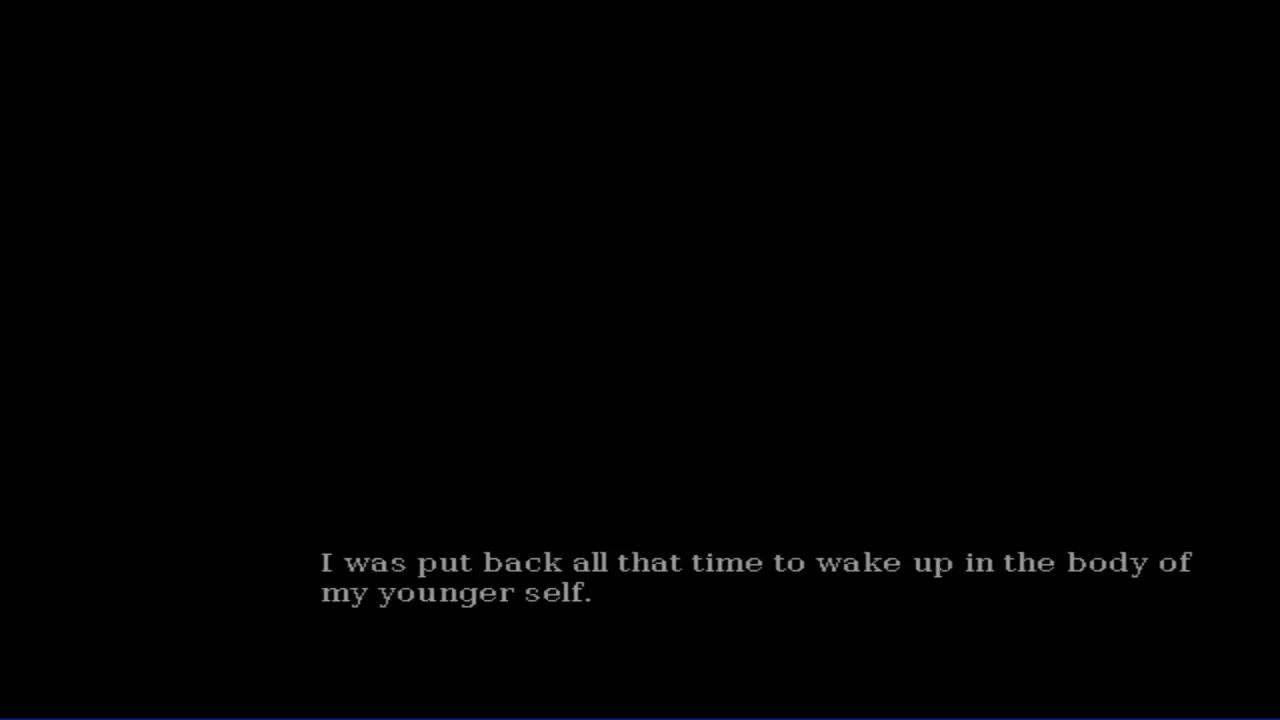 I was put back all that time to wake up in the body of
my younger self.